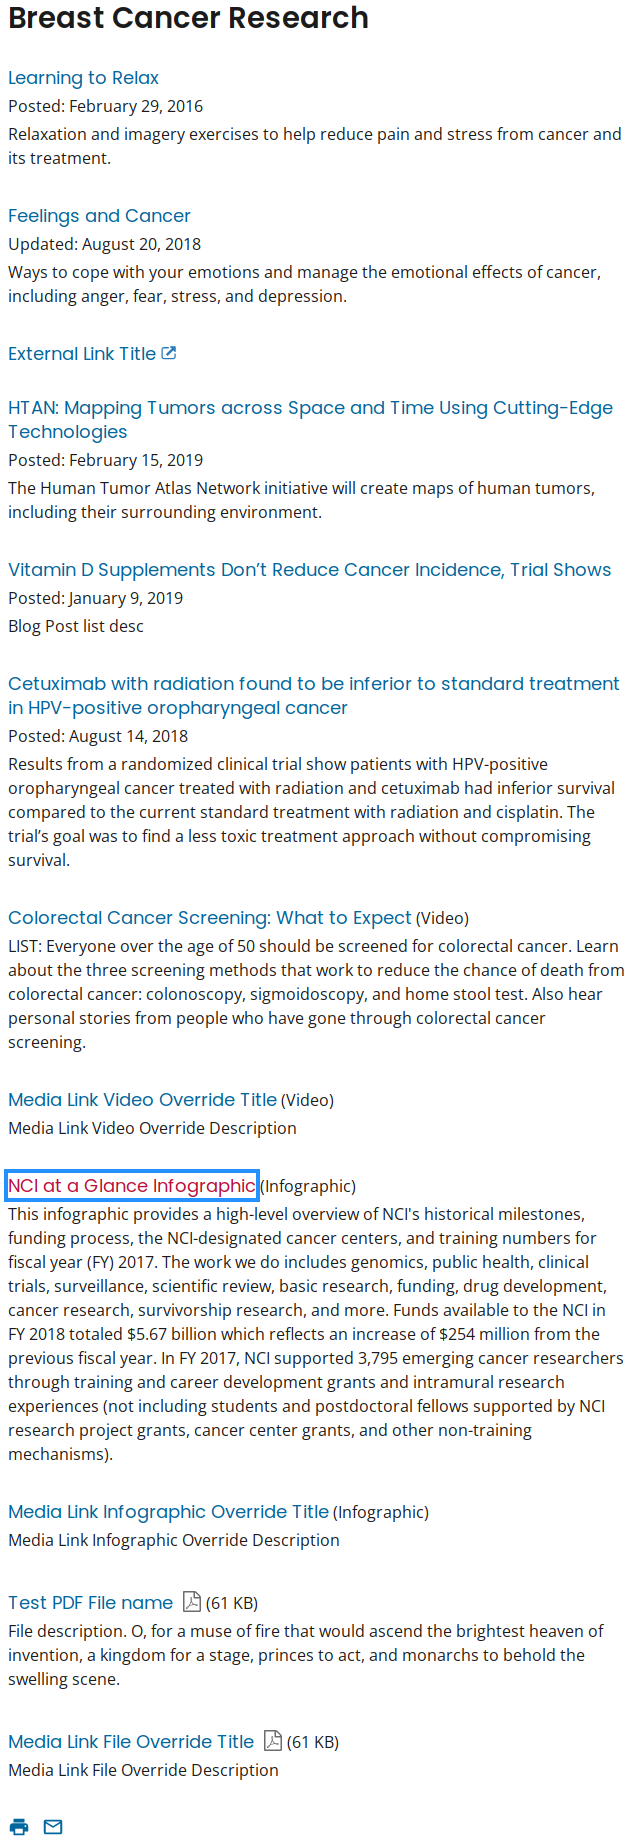 Breast Cancer Research
Learning to Relax
Posted: February 29, 2016
Relaxation and imagery exercises to help reduce pain and stress from cancer and
its treatment.
Feelings and Cancer
Updated: August 20, 2018
Ways to cope with your emotions and manage the emotional effects of cancer,
including anger, fear, stress, and depression.
External Link Title
HTAN: Mapping Tumors across Space and Time Using Cutting-Edge
Technologies
Posted: February 15, 2019
The Human Tumor Atlas Network initiative will create maps of human tumors,
including their surrounding environment.
Vitamin D Supplements Don’t Reduce Cancer Incidence, Trial Shows
Posted: January 9, 2019
Blog Post list desc
Cetuximab with radiation found to be inferior to standard treatment
in HPV-positive oropharyngeal cancer
Posted: August 14, 2018
Results from a randomized clinical trial show patients with HPV-positive
oropharyngeal cancer treated with radiation and cetuximab had inferior survival
compared to the current standard treatment with radiation and cisplatin. The
trial’s goal was to find a less toxic treatment approach without compromising
survival.
Colorectal Cancer Screening: What to Expect (Video)
LIST: Everyone over the age of 50 should be screened for colorectal cancer. Learn
about the three screening methods that work to reduce the chance of death from
colorectal cancer: colonoscopy, sigmoidoscopy, and home stool test. Also hear
personal stories from people who have gone through colorectal cancer
screening.
Media Link Video Override Title (Video)
Media Link Video Override Description
NCI at a Glance Infographic (Infographic)
This infographic provides a high-level overview of NCI's historical milestones,
funding process, the NCI-designated cancer centers, and training numbers for
fiscal year (FY) 2017. The work we do includes genomics, public health, clinical
trials, surveillance, scientific review, basic research, funding, drug development,
cancer research, survivorship research, and more. Funds available to the NCI in
FY 2018 totaled $5.67 billion which reflects an increase of $254 million from the
previous fiscal year. In FY 2017, NCI supported 3,795 emerging cancer researchers
through training and career development grants and intramural research
experiences (not including students and postdoctoral fellows supported by NCI
research project grants, cancer center grants, and other non-training
mechanisms).
Media Link Infographic Override Title (Infographic)
Media Link Infographic Override Description
Test PDF File name (61 KB)
File description. O, for a muse of fire that would ascend the brightest heaven of
invention, a kingdom for a stage, princes to act, and monarchs to behold the
swelling scene.
Media Link File Override Title (61 KB)
Media Link File Override Description